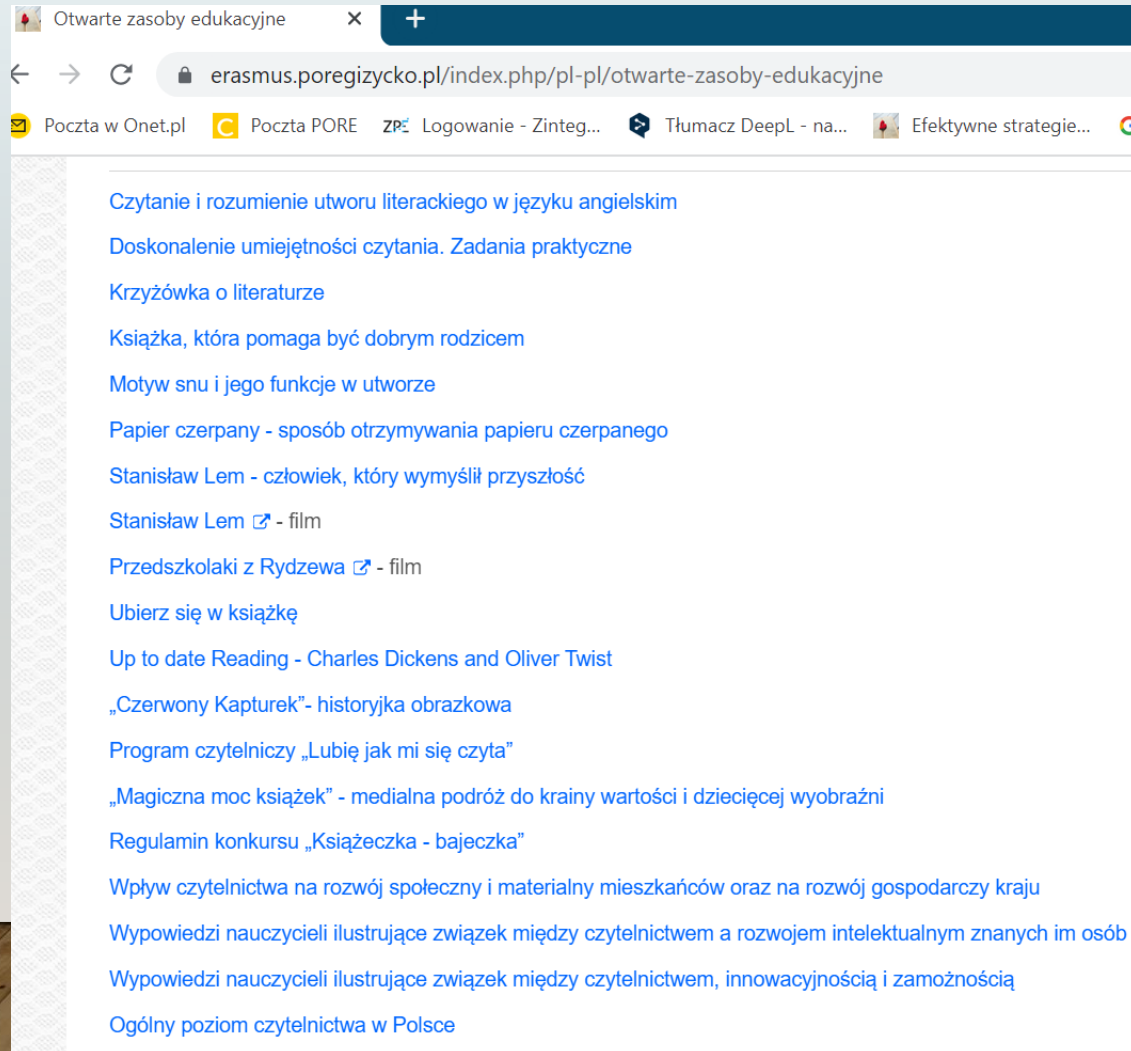 Otwarte zasoby edukacyjne
erasmus.poregizycko.pl/index.php/pl-pl/otwarte-zasoby-edukacyjne
Poczta w Onet.pl Poczta PORE ZPE Logowanie - Zinteg... Tłumacz DeepL - na... Efektywne strategie...
Czytanie i rozumienie utworu literackiego w języku angielskim
Doskonalenie umiejętności czytania. Zadania praktyczne
Krzyżówka o literaturze
Książka, która pomaga być dobrym rodzicem
Motyw snu i jego funkcje w utworze
Papier czerpany - sposób otrzymywania papieru czerpanego
Stanisław Lem - człowiek, który wymyślił przyszłość
Stanisław Lem - film
Przedszkolaki z Rydzewa - film
Ubierz się w książkę
Up to date Reading - Charles Dickens and Oliver Twist
„Czerwony Kapturek”- historyjka obrazkowa
Program czytelniczy „Lubię jak mi się czyta”
„Magiczna moc książek” - medialna podróż do krainy wartości i dziecięcej wyobraźni
Regulamin konkursu „Książeczka - bajeczka”
Wpływ czytelnictwa na rozwój społeczny i materialny mieszkańców oraz na rozwój gospodarczy kraju
Wypowiedzi nauczycieli ilustrujące związek między czytelnictwem a rozwojem intelektualnym znanych im osób
Wypowiedzi nauczycieli ilustrujące związek między czytelnictwem, innowacyjnością i zamożnością
Ogólny poziom czytelnictwa w Polsce